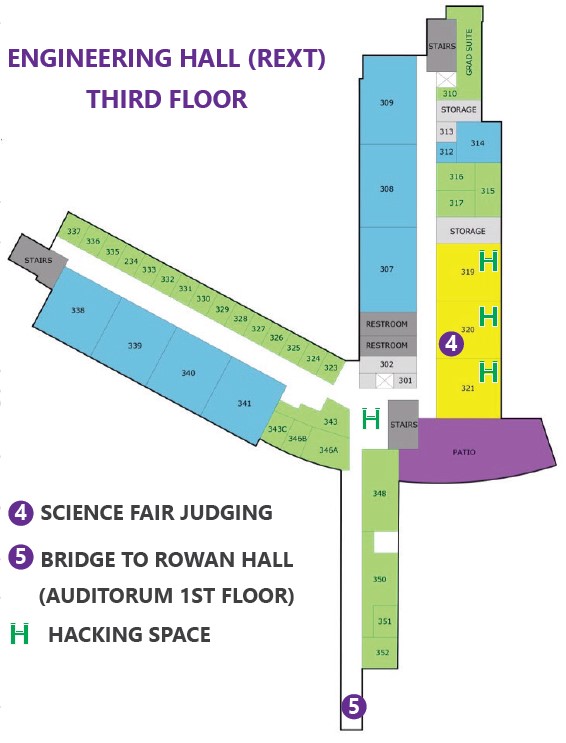 ENGINEERING HALL (REXT)
THIRD FLOOR
STAIRS
GRAD SUITE
310
STORAGE
309
313
314
312
316
315
317
308
STORAGE
337
336
335
234
333
332
331
330
329
328
327
326
325
324
323
STAIRS
319
H
307
338
339
340
341
320
H
4
RESTROOM
RESTROOM
302
301
321
H
343
343C
346B
346A
H
STAIRS
PATIO
348
350
351
352
4 SCIENCE FAIR JUDGING
5 BRIDGE TO ROWAN HALL
(AUDITORUM 1ST FLOOR)
H HACKING SPACE
5